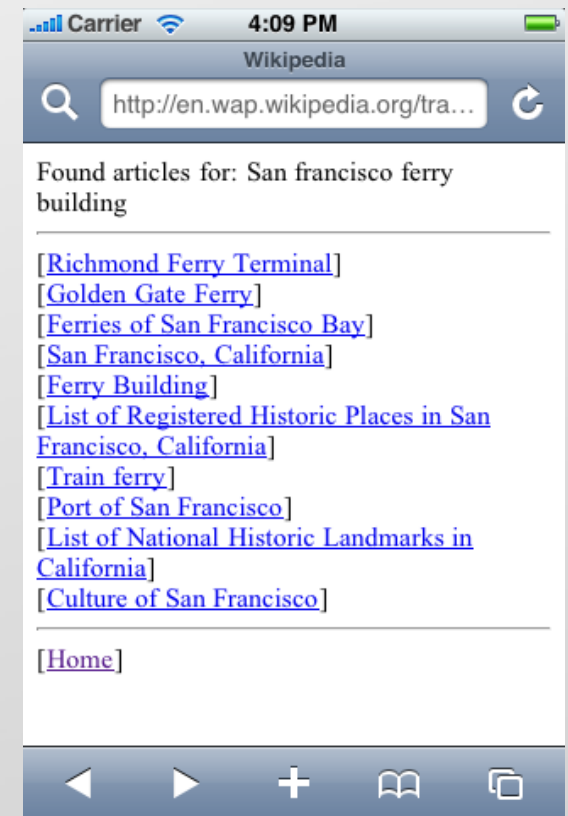 Carrier 4:09 PM
Wikipedia
http://en.wap.wikipedia.org/tra...
Found articles for: San francisco ferry
building
[Richmond Ferry Terminal]
[Golden Gate Ferry]
[Ferries of San Francisco Bay]
[San Francisco, California]
[Ferry Building]
[List of Registered Historic Places in San
Francisco, California]
[Train ferry]
[Port of San Francisco]
[List of National Historic Landmarks in
California]
[Culture of San Francisco]
[Home]